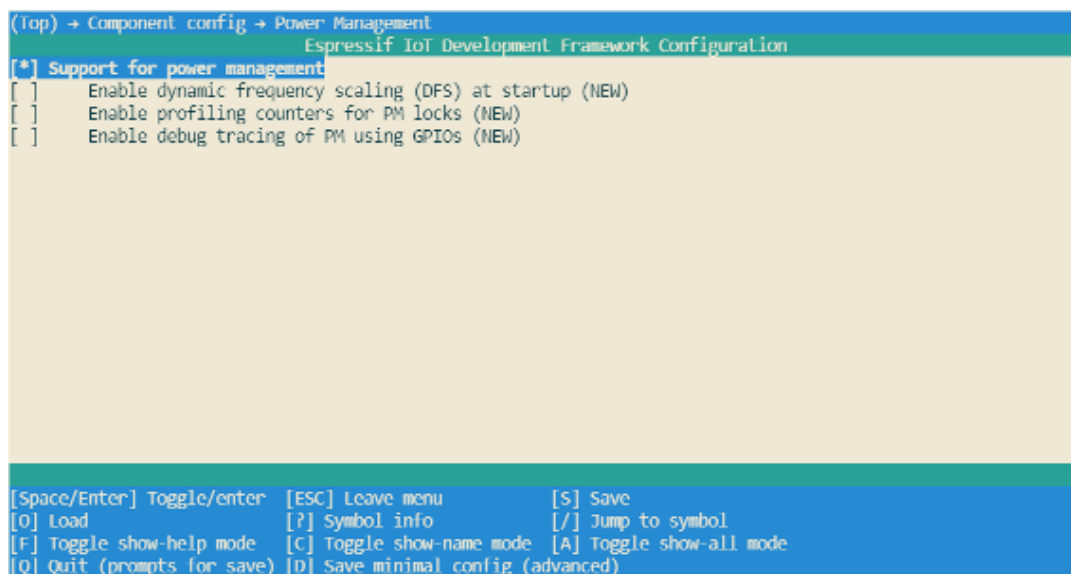 (Top) → Component config → Power Management
Espressif IoT Development Framework Configuration
[*] Support for power management
[ ] Enable dynamic frequency scaling (DFS) at startup (NEW)
[ ] Enable profiling counters for PM locks (NEW)
[ ] Enable debug tracing of PM using GPIOs (NEW)
[Space/Enter] Toggle/enter [ESC] Leave menu [S] Save
[O] Load [?] Symbol info [/] Jump to symbol
[F] Toggle show-help mode [C] Toggle show-name mode [A] Toggle show-all mode
[Q] Quit (prompts for save) [D] Save minimal config (advanced)